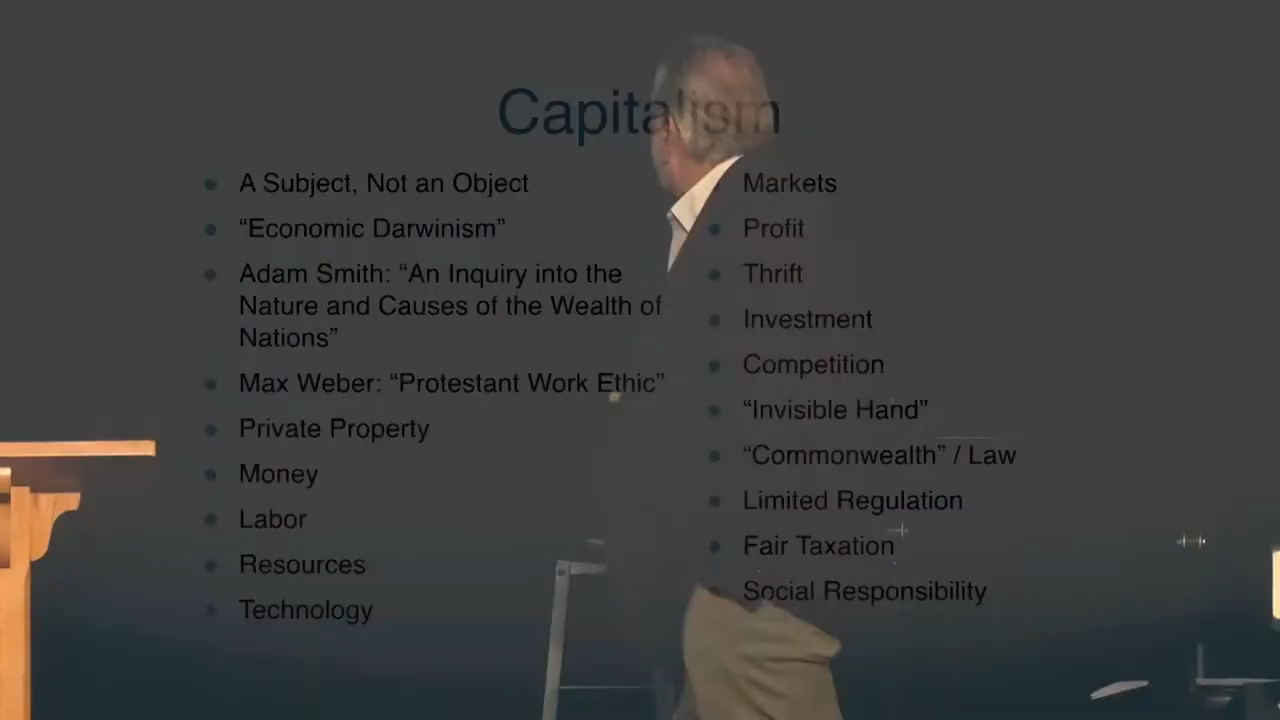 Capitalism
A Subject, Not an Object
“Economic Darwinism”
Adam Smith: “An Inquiry into the
Nature and Causes of the Wealth of
Nations”
Max Weber: “Protestant Work Ethic”
Private Property
Money
Labor
Resources
Technology
Markets
Profit
Thrift
Investment
Competition
“Invisible Hand”
“Commonwealth” / Law
Limited Regulation
Fair Taxation
Social Responsibility